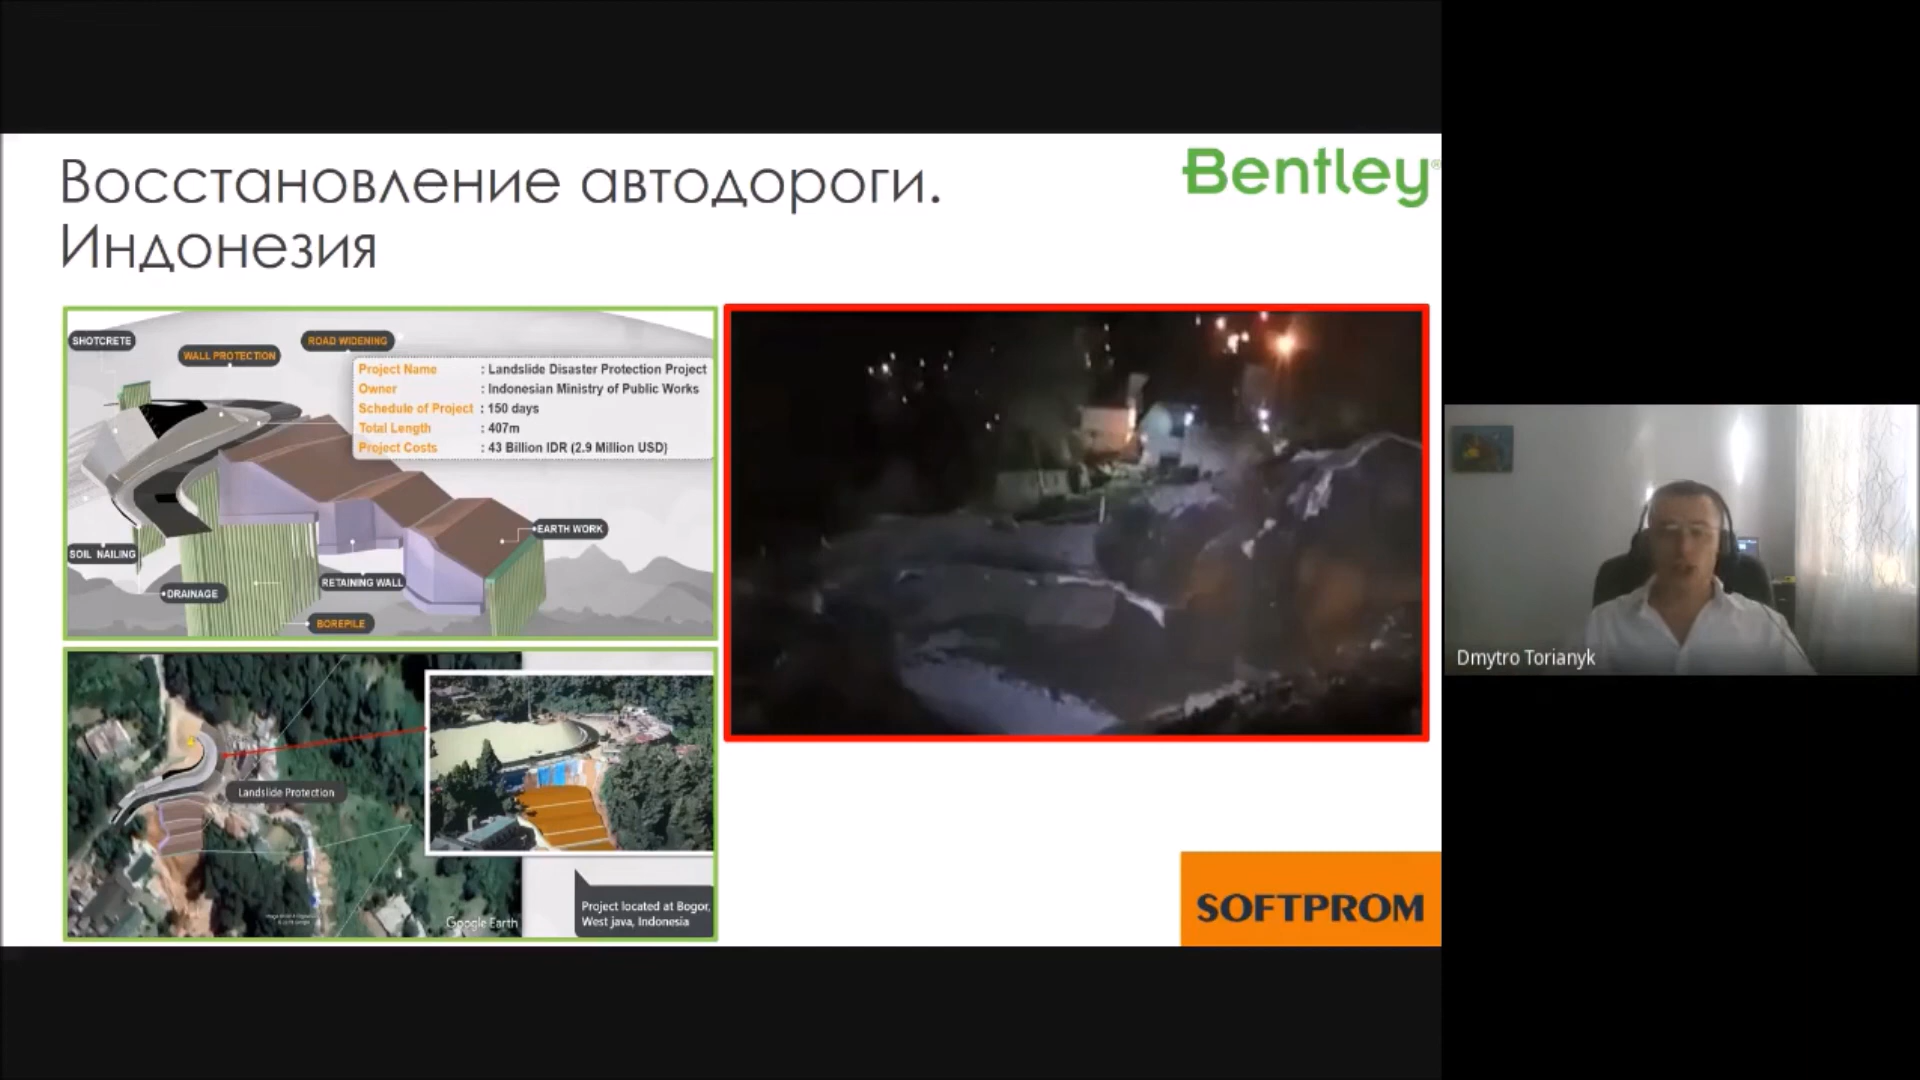 Восстановление автодороги.
Индонезия
Bentley®
SHOTCRETE
WALL PROTECTION
ROAD WIDENING
Project Name : Landslide Disaster Protection Project
Owner : Indonesian Ministry of Public Works
Schedule of Project : 150 days
Total Length : 407m
Project Costs : 43 Billion IDR (2.9 Million USD)
EARTH WORK
SOIL NAILING
RETAINING WALL
DRAINAGE
BOREPILE
Landslide Protection
Google Earth
Project located at Bogor,
West java, Indonesia
SOFTPROM
Dmytro Torianyk